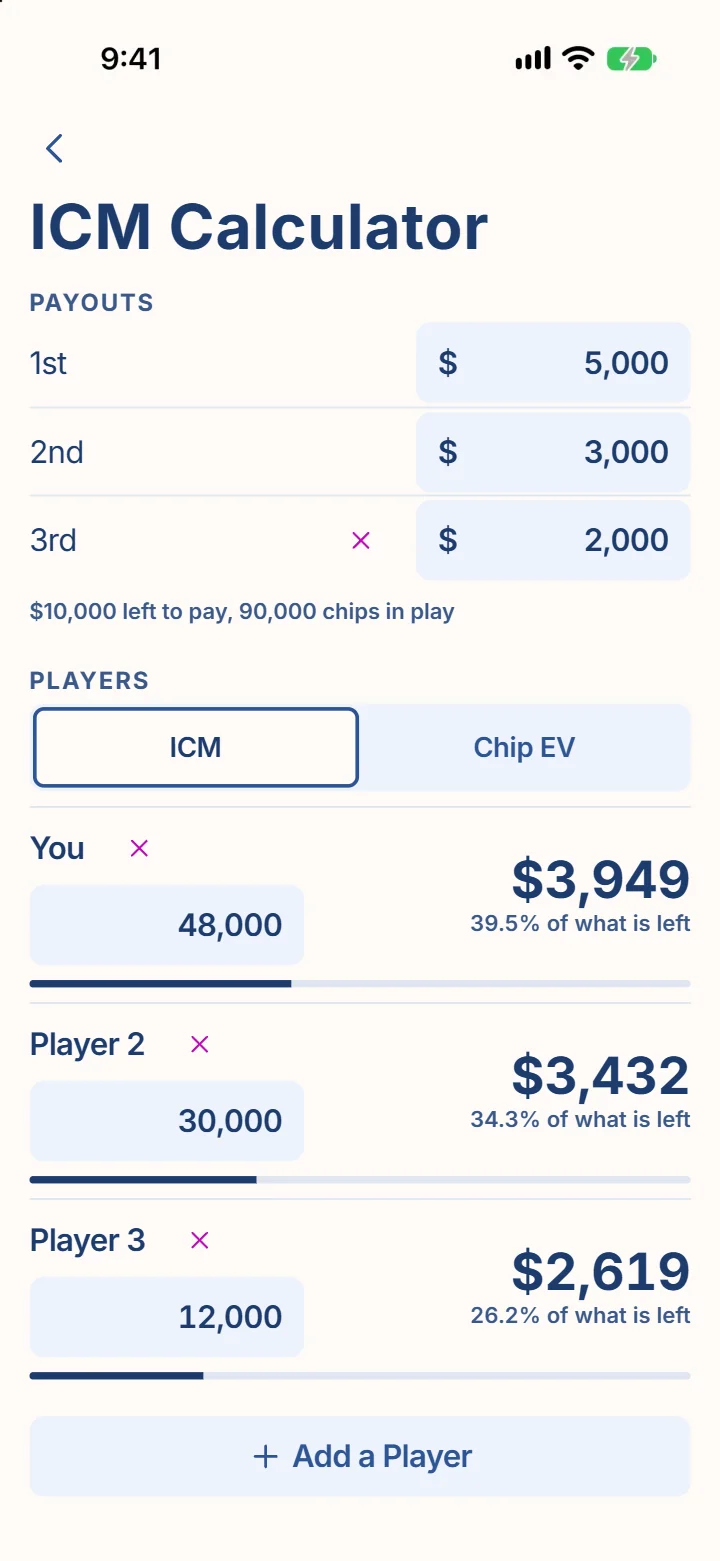 9:41
ICM Calculator
PAYOUTS
1st $ 5,000
2nd $ 3,000
3rd $ 2,000
$10,000 left to pay, 90,000 chips in play
PLAYERS
ICM Chip EV
You
$3,949
48,000
39.5% of what is left
Player 2
$3,432
30,000
34.3% of what is left
Player 3
$2,619
12,000
26.2% of what is left
Add a Player